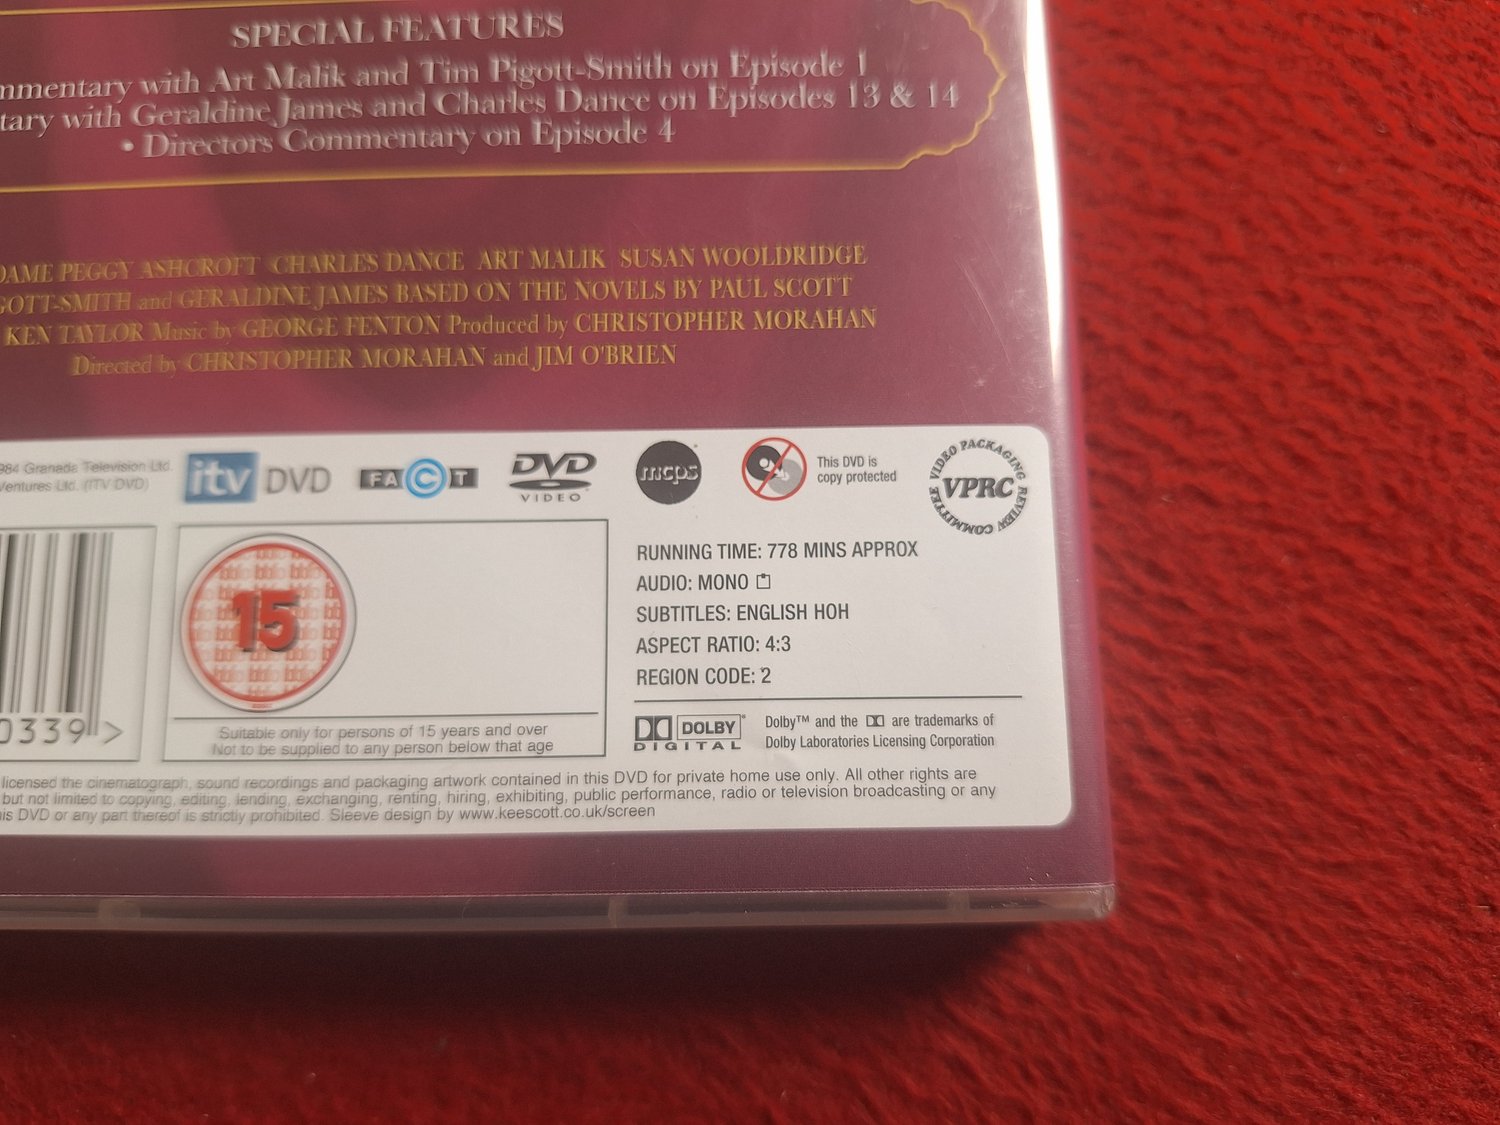 SPECIAL FEATURES
mmentary with Art Malik and Tim Pigott-Smith on Episode 1
tary with Geraldine James and Charles Dance on Episodes 13 & 14
• Directors Commentary on Episode 4
DAME PEGGY ASHCROFT CHARLES DANCE ART MALIK SUSAN WOOLDRIDGE
GOTT-SMITH and GERALDINE JAMES BASED ON THE NOVELS BY PAUL SCOTT
KEN TAYLOR Music by GEORGE FENTON Produced by CHRISTOPHER MORAHAN
Directed by CHRISTOPHER MORAHAN and JIM O'BRIEN
984 Granada Television Ltd.
Ventures Ltd. (ITV DVD)
itv DVD
FACT
DVD
VIDEO
mcps
This DVD is
copy protected
VIDEO PACKAGING REVIEW COMMITTEE
VPRC
0339 >
15
Suitable only for persons of 15 years and over
Not to be supplied to any person below that age
RUNNING TIME: 778 MINS APPROX
AUDIO: MONO
SUBTITLES: ENGLISH HOH
ASPECT RATIO: 4:3
REGION CODE: 2
DOLBY
DIGITAL
Dolby™ and the are trademarks of
Dolby Laboratories Licensing Corporation
licensed the cinematograph, sound recordings and packaging artwork contained in this DVD for private home use only. All other rights are
but not limited to copying, editing, lending, exchanging, renting, hiring, exhibiting, public performance, radio or television broadcasting or any
his DVD or any part thereof is strictly prohibited. Sleeve design by www.keescott.co.uk/screen